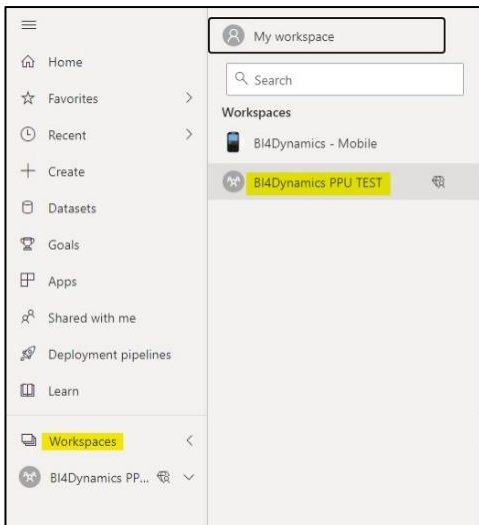 Home
Favorites
Recent
Create
Datasets
Goals
Apps
Shared with me
Deployment pipelines
Learn
Workspaces
BI4Dynamics PP...
My workspace
Search
Workspaces
BI4Dynamics - Mobile
BI4Dynamics PPU TEST